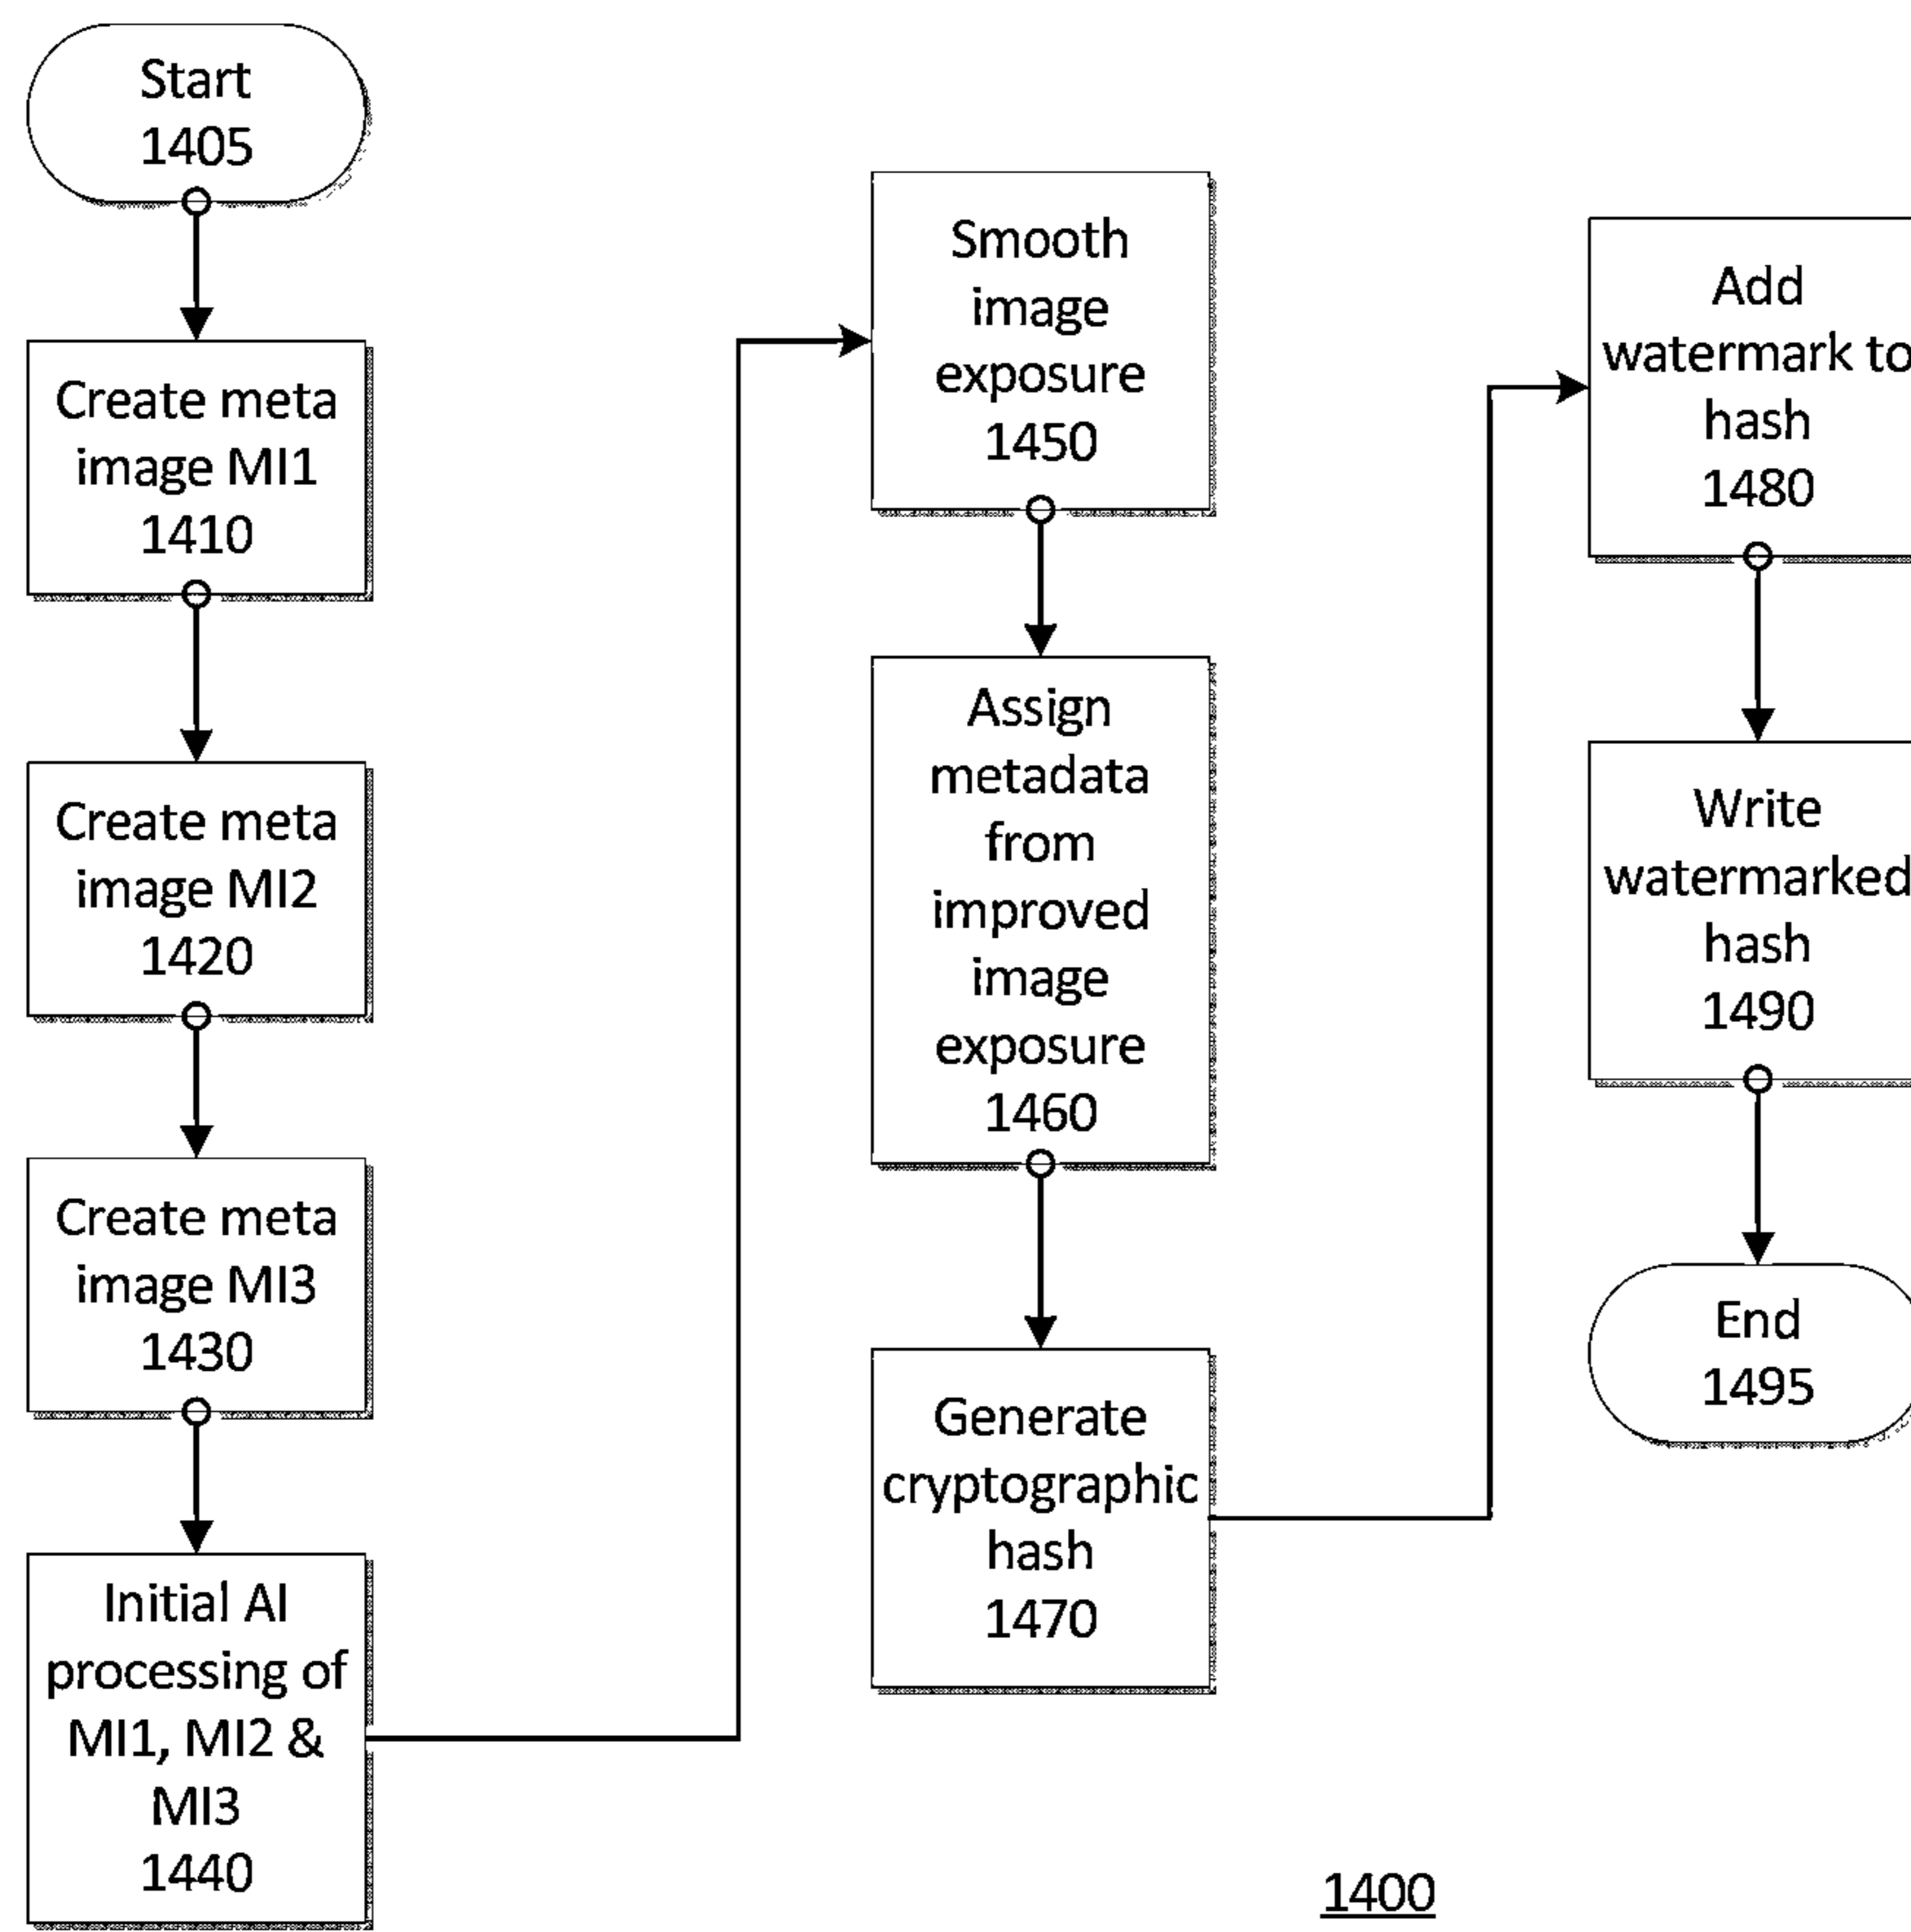 Start
1405
Create meta
image MI1
1410
Create meta
image MI2
1420
Create meta
image MI3
1430
Initial AI
processing of
MI1, MI2 &
MI3
1440
Smooth
image
exposure
1450
Assign
metadata
from
improved
image
exposure
1460
Generate
cryptographic
hash
1470
Add
watermark to
hash
1480
Write
watermarked
hash
1490
End
1495
1400